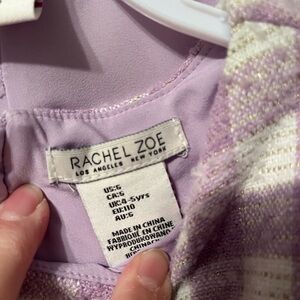 RACHEL ZOE
LOS ANGELES NEW YORK
US:6
CA:6
UK:4-5yrs
EU:110
AU:6
MADE IN CHINA
FABRIQUÉ EN CHINE
WYPRODUKOWANO